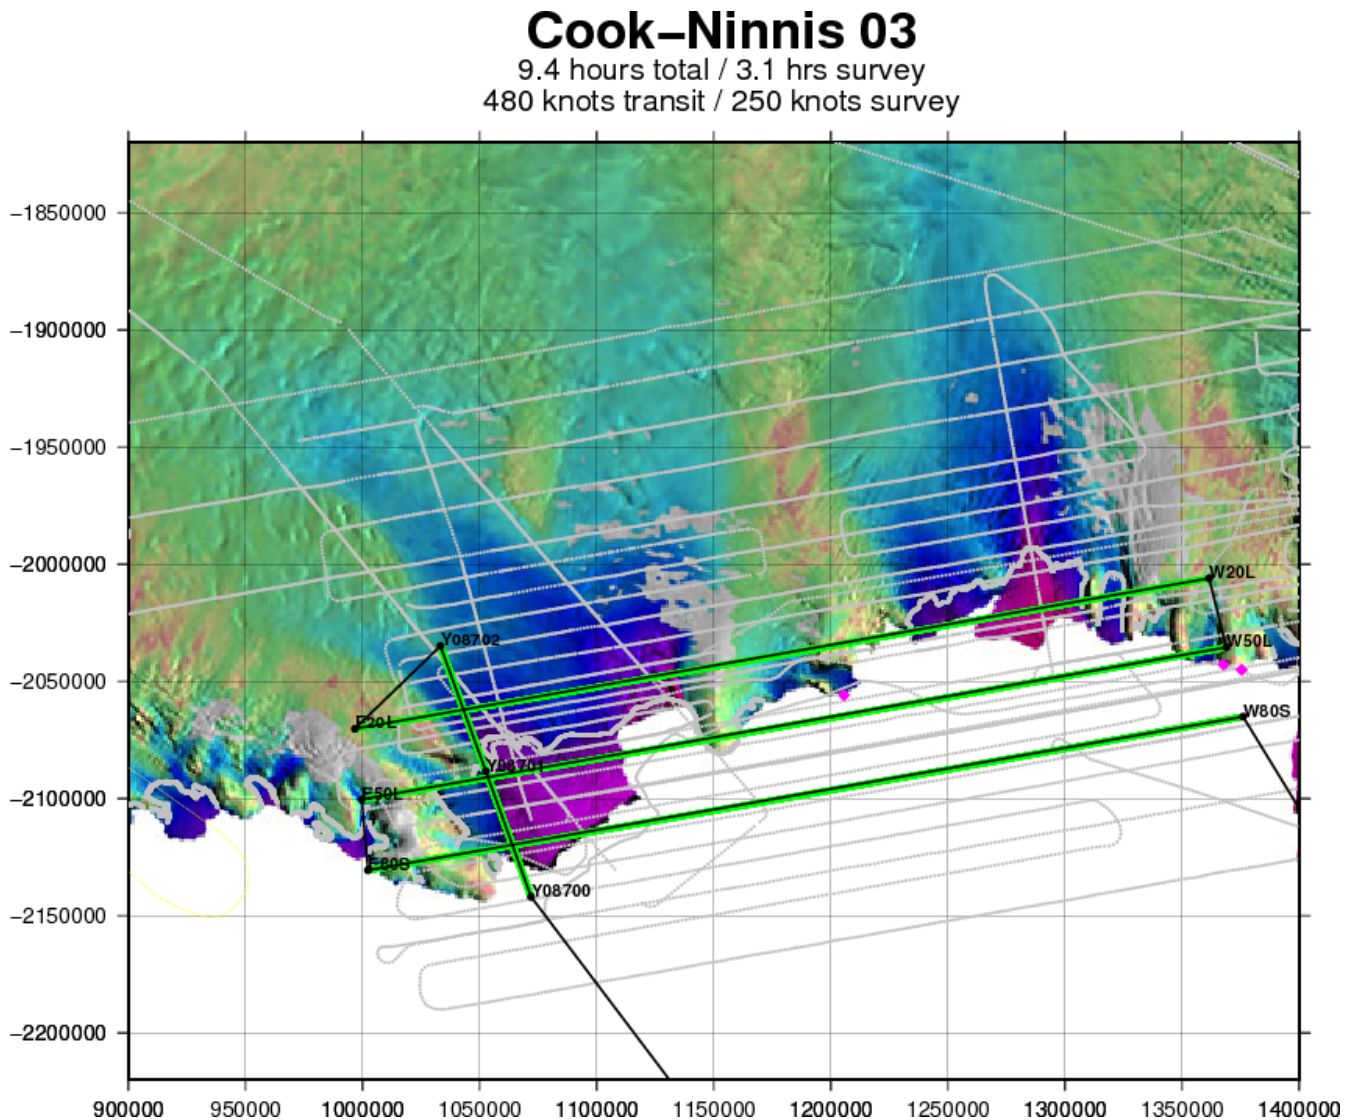 Cook–Ninnis 03
9.4 hours total / 3.1 hrs survey
480 knots transit / 250 knots survey
–1850000
–1900000
–1950000
–2000000
–2050000
–2100000
–2150000
–2200000
W20L
Y08702
W50L
E20L
W80S
Y08701
E50L
E80S
Y08700
900000 950000 1000000 1050000 1100000 1150000 1200000 1250000 1300000 1350000 1400000